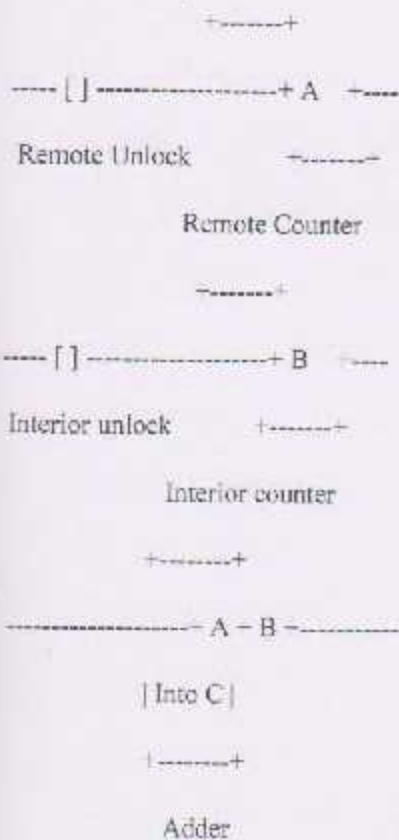 +-------+
----- [ ] -------------------+ A +----
Remote Unlock +-------+
Remote Counter
+-------+
----- [ ] -------------------+ B +----
Interior unlock +-------+
Interior counter
+--------+
--------------------- A + B +-----------
| Into C |
+--------+
Adder